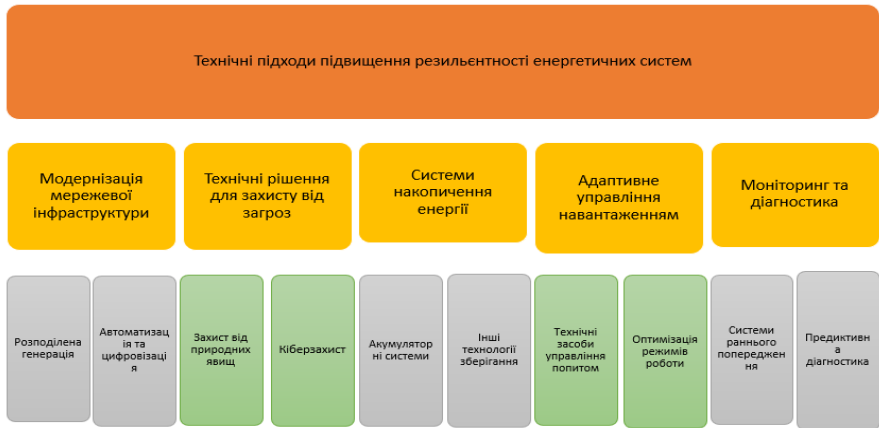 Технічні підходи підвищення резильєнтності енергетичних систем
Модернізація
мережевої
інфраструктури
Технічні рішення
для захисту від
загроз
Системи
накопичення
енергії
Адаптивне
управління
навантаженням
Моніторинг та
діагностика
Розподілена
генерація
Автоматизац
ія та
цифровізаці
я
Захист від
природних
явищ
Кіберзахист
Акумулятор
ні системи
Інші
технології
зберігання
Технічні
засоби
управління
попитом
Оптимізація
режимів
роботи
Системи
раннього
попереджен
ня
Предиктивн
а
діагностика